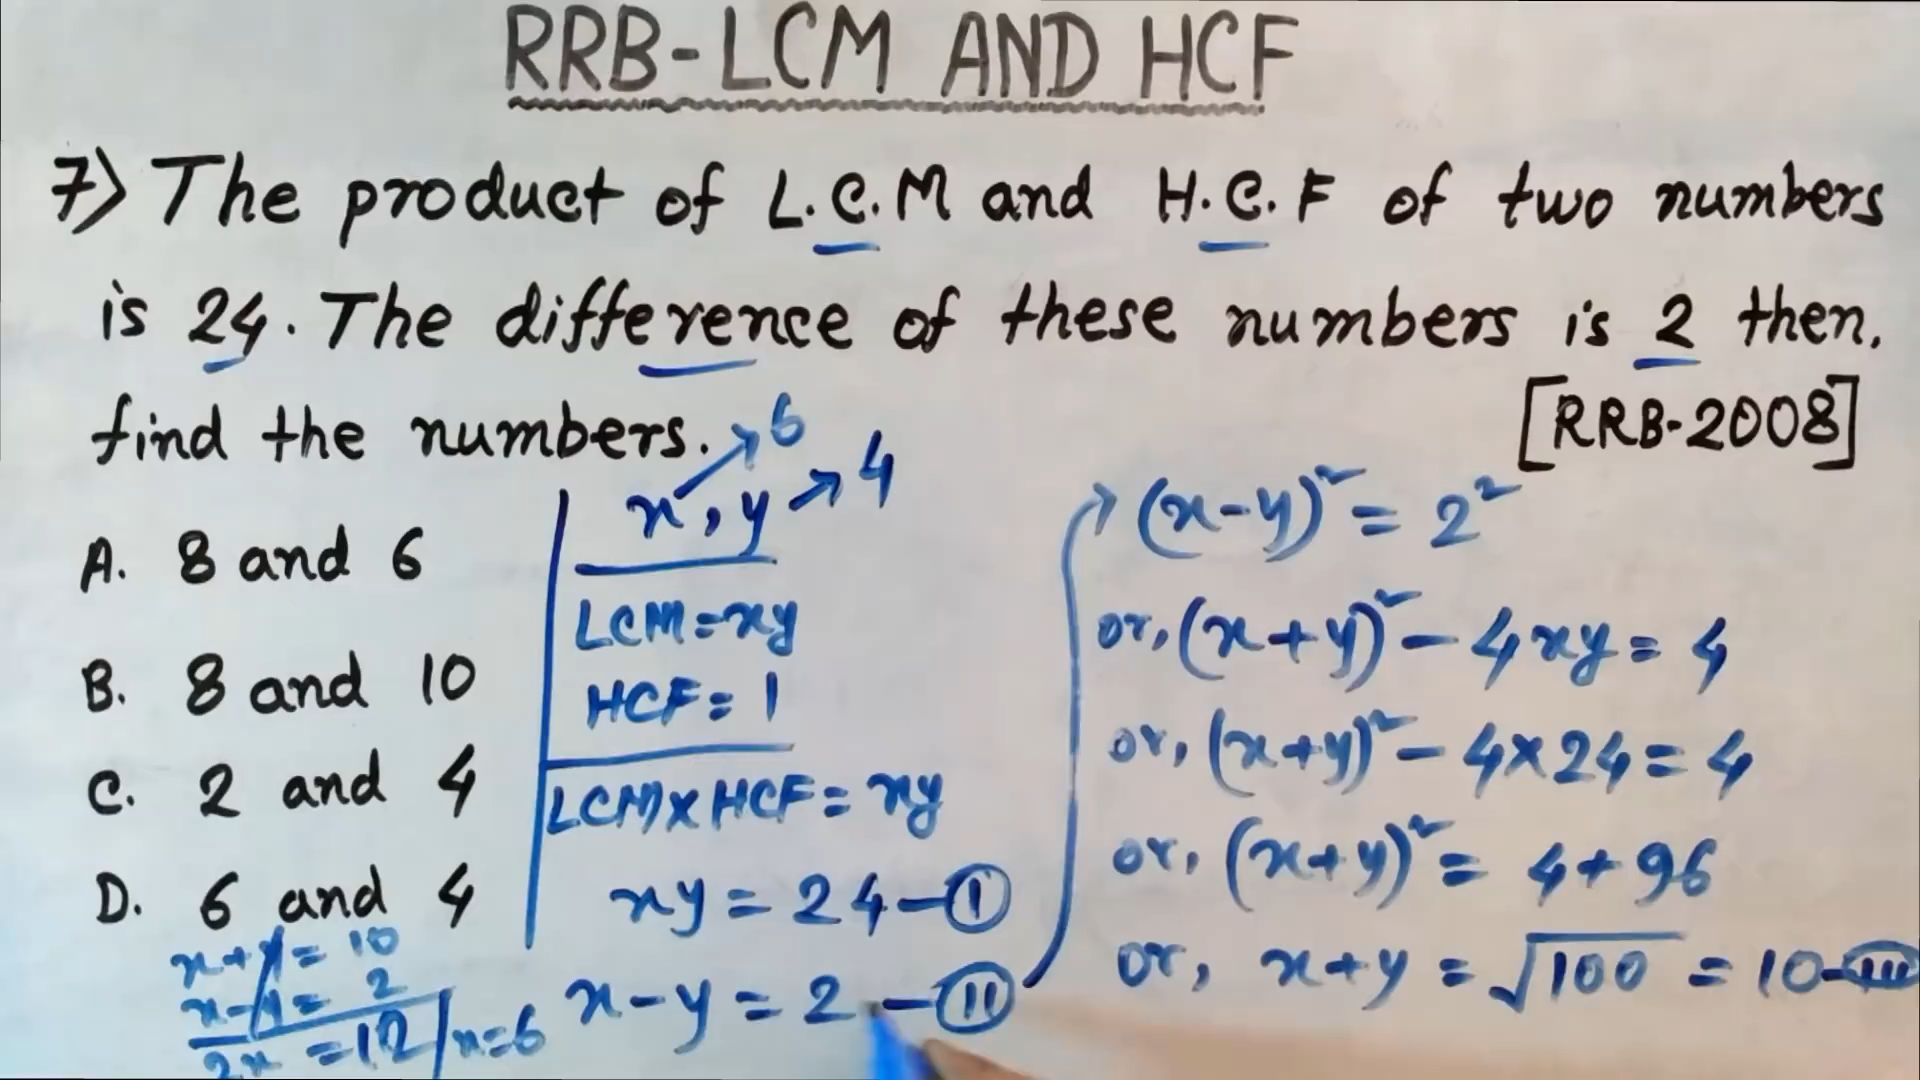 RRB-LCM AND HCF
7) The product of L.C.M and H.C.F of two numbers
is 24. The difference of these numbers is 2 then.
find the numbers.
[RRB-2008]
A. 8 and 6
B. 8 and 10
C. 2 and 4
D. 6 and 4
x+y=10
x-y=2
2x=12
x=6
6
x, y → 4
LCM=xy
HCF=1
LCM×HCF=xy
xy=24-①
x-y=2-⑪
(x-y)²=2²
or, (x+y)²-4xy=4
or, (x+y)²-4×24=4
or, (x+y)²=4+96
or, x+y=√100=10-Ⅲ